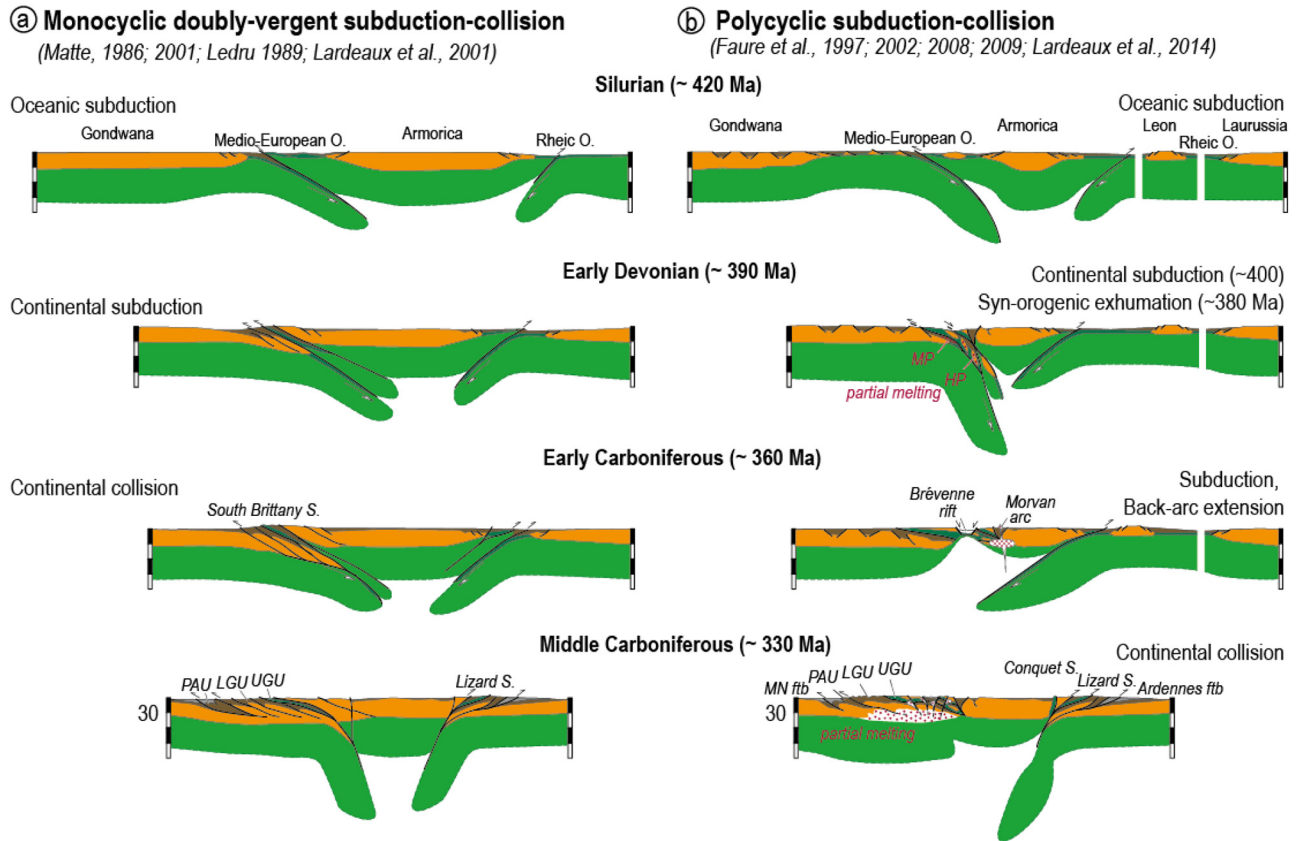 a Monocyclic doubly-vergent subduction-collision
(Matte, 1986; 2001; Ledru 1989; Lardeaux et al., 2001)
b Polycyclic subduction-collision
(Faure et al., 1997; 2002; 2008; 2009; Lardeaux et al., 2014)
Silurian (~ 420 Ma)
Oceanic subduction
Gondwana
Medio-European O.
Armorica
Rheic O.
Oceanic subduction
Gondwana
Medio-European O.
Armorica
Leon
Rheic O.
Laurussia
Early Devonian (~ 390 Ma)
Continental subduction
Continental subduction (~400)
Syn-orogenic exhumation (~380 Ma)
MP
HP
partial melting
Early Carboniferous (~ 360 Ma)
Continental collision
South Brittany S.
Subduction,
Back-arc extension
Brévenne
rift
Morvan
arc
Middle Carboniferous (~ 330 Ma)
PAU
LGU
UGU
Lizard S.
30
Continental collision
MN ftb
PAU
LGU
UGU
Conquet S.
Lizard S.
Ardennes ftb
30
partial melting